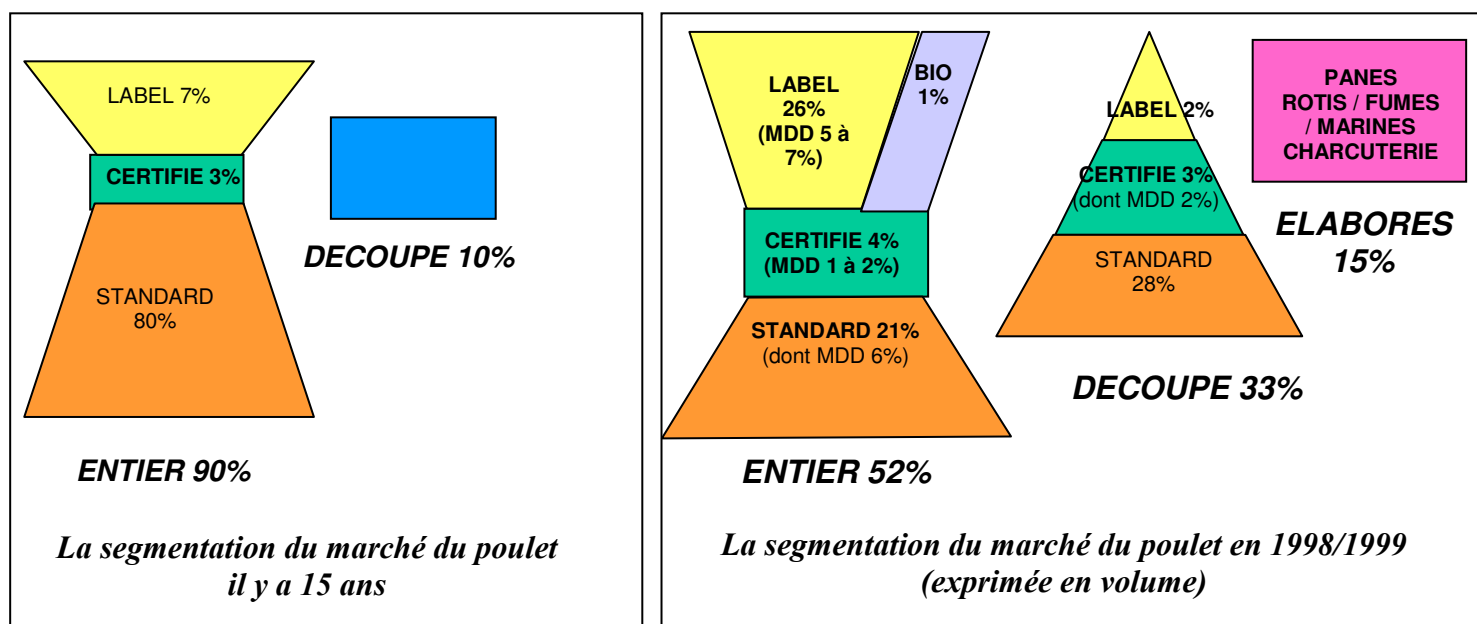 LABEL 7%
CERTIFIE 3%
STANDARD
80%
DECOUPE 10%
ENTIER 90%
La segmentation du marché du poulet
il y a 15 ans
LABEL
26%
(MDD 5 à
7%)
BIO
1%
CERTIFIE 4%
(MDD 1 à 2%)
STANDARD 21%
(dont MDD 6%)
ENTIER 52%
LABEL 2%
CERTIFIE 3%
(dont MDD 2%)
STANDARD
28%
DECOUPE 33%
PANES
ROTIS / FUMES
/ MARINES
CHARCUTERIE
ELABORES
15%
La segmentation du marché du poulet en 1998/1999
(exprimée en volume)